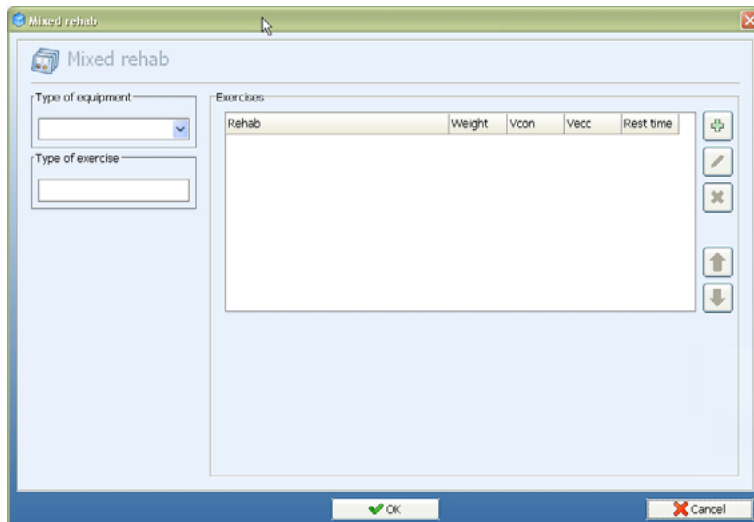 Mixed rehab
Mixed rehab
Type of equipment
Type of exercise
Exercises
Rehab Weight Vcon Vecc Rest time
OK
Cancel